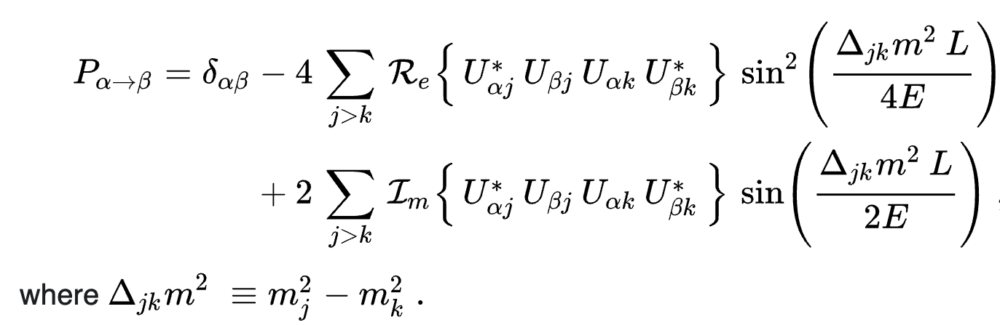 P_{α→β} = δ_{αβ} − 4 ∑_{j>k} ℛ_e{ U*_{αj} U_{βj} U_{αk} U*_{βk} } sin²(Δ_{jk}m² L / 4E)
+ 2 ∑_{j>k} ℐ_m{ U*_{αj} U_{βj} U_{αk} U*_{βk} } sin(Δ_{jk}m² L / 2E) ,
where Δ_{jk}m² ≡ m_j² − m_k² .